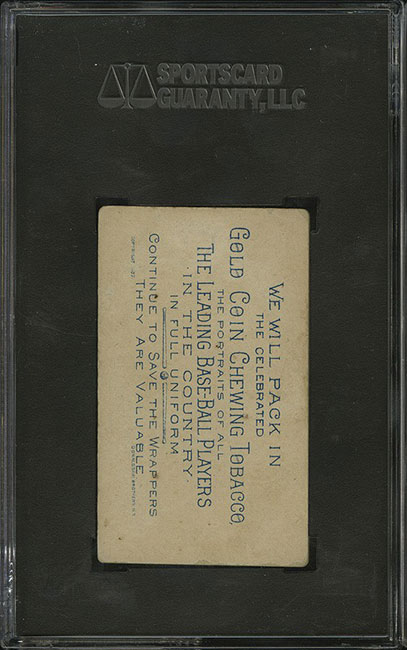 SPORTSCARD
GUARANTY, LLC
WE WILL PACK IN
THE CELEBRATED
GOLD COIN CHEWING TOBACCO,
THE PORTRAITS OF ALL
THE LEADING BASE-BALL PLAYERS
IN THE COUNTRY
IN FULL UNIFORM
CONTINUE TO SAVE THE WRAPPERS
THEY ARE VALUABLE
COPYRIGHT